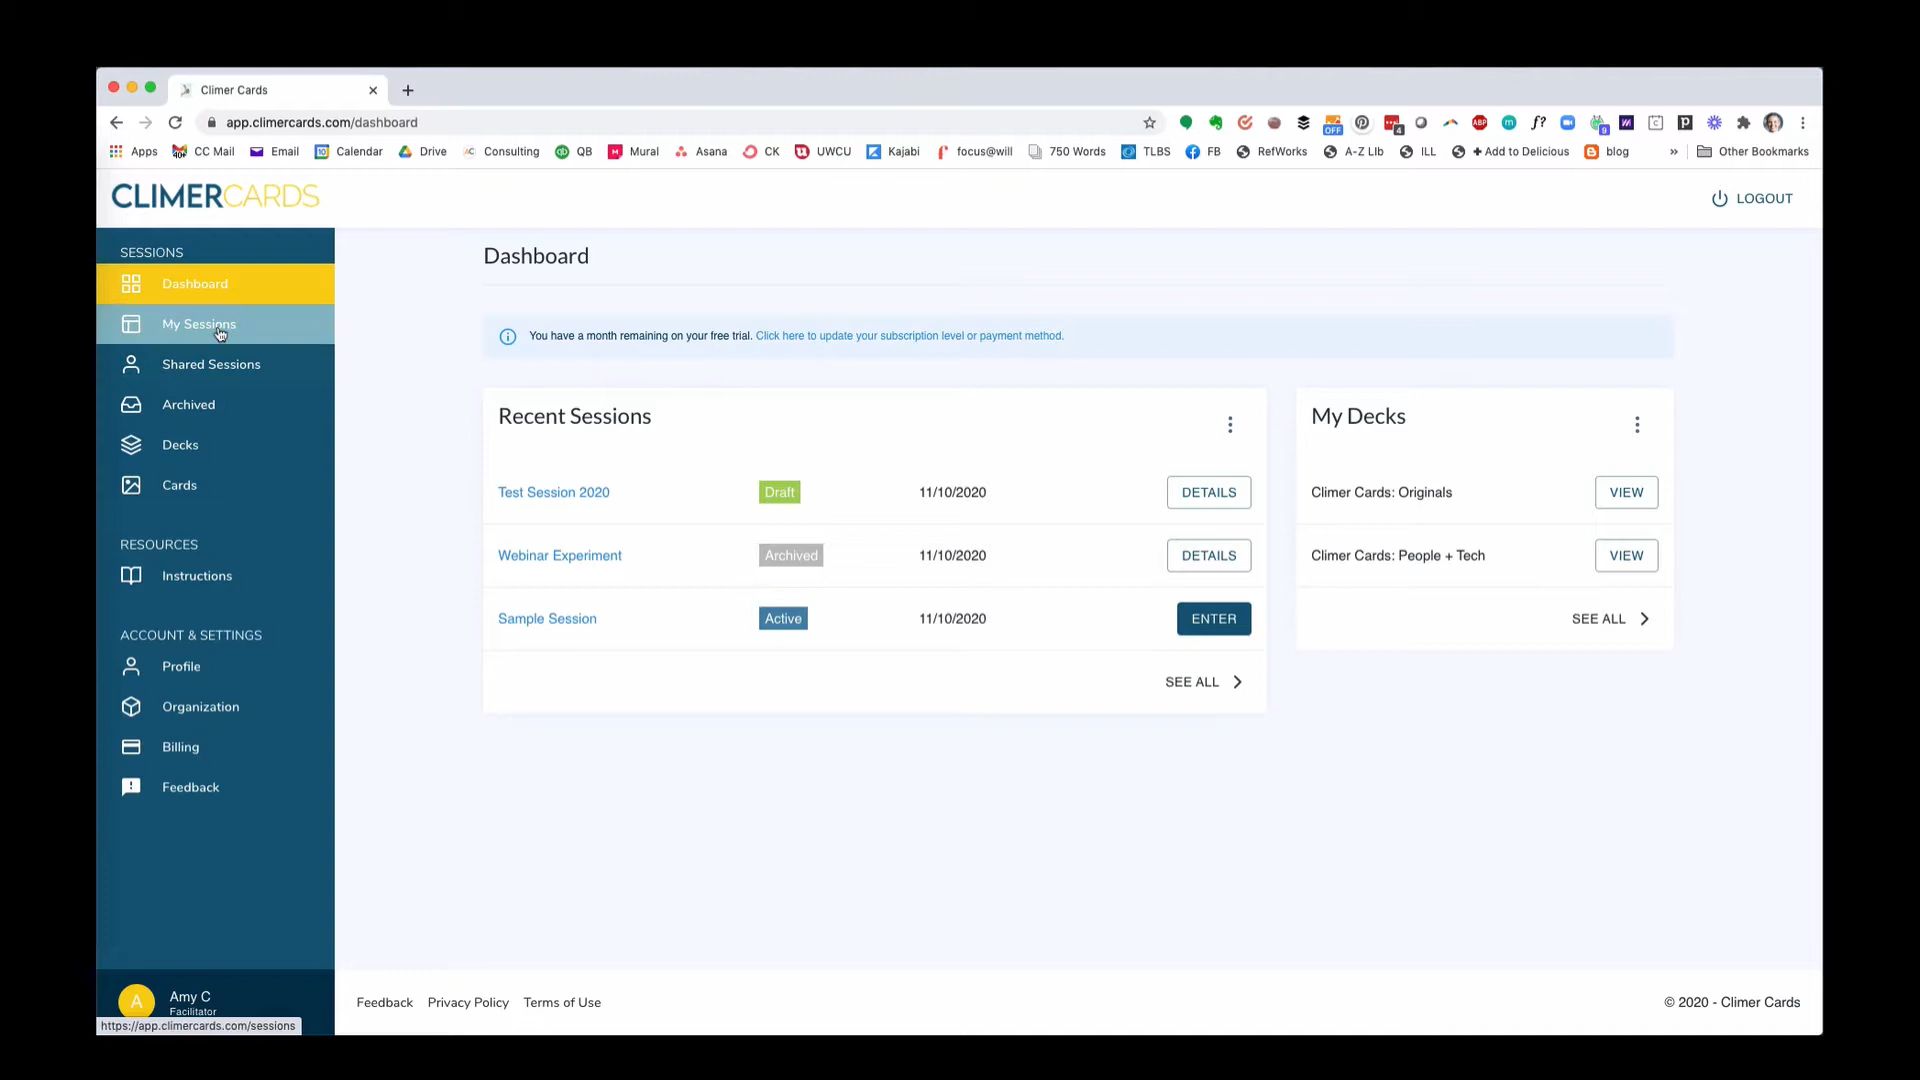 Climer Cards
app.climercards.com/dashboard
OFF
4
ABP
m
f?
9
Apps
CC Mail
Email
Calendar
Drive
AC Consulting
QB
Mural
Asana
CK
UWCU
Kajabi
focus@will
750 Words
TLBS
FB
RefWorks
A-Z LIb
ILL
+ Add to Delicious
blog
»
Other Bookmarks
CLIMERCARDS
LOGOUT
SESSIONS
Dashboard
My Sessions
Shared Sessions
Archived
Decks
Cards
RESOURCES
Instructions
ACCOUNT & SETTINGS
Profile
Organization
Billing
Feedback
A
Amy C
Facilitator
https://app.climercards.com/sessions
Dashboard
You have a month remaining on your free trial. Click here to update your subscription level or payment method.
Recent Sessions
Test Session 2020 Draft 11/10/2020 DETAILS
Webinar Experiment Archived 11/10/2020 DETAILS
Sample Session Active 11/10/2020 ENTER
SEE ALL
My Decks
Climer Cards: Originals VIEW
Climer Cards: People + Tech VIEW
SEE ALL
Feedback Privacy Policy Terms of Use
© 2020 - Climer Cards